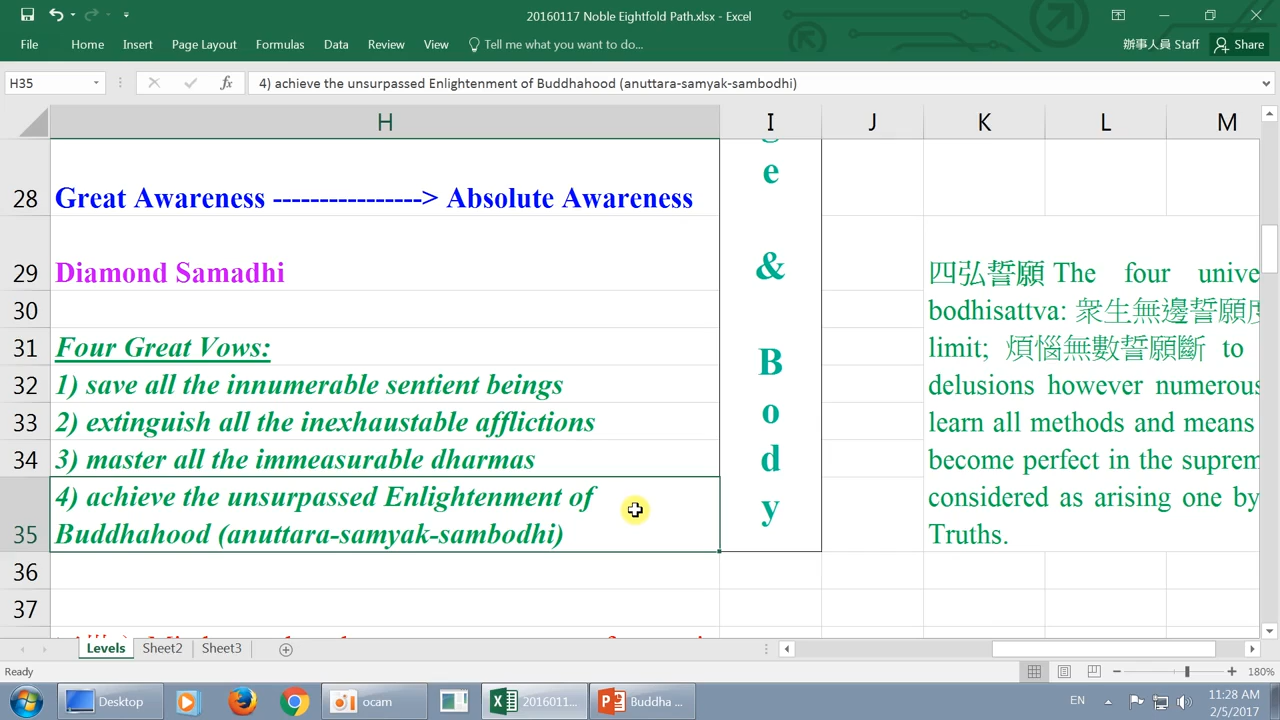 20160117 Noble Eightfold Path.xlsx - Excel
File Home Insert Page Layout Formulas Data Review View Tell me what you want to do... 辦事人員 Staff Share
H35 fx 4) achieve the unsurpassed Enlightenment of Buddhahood (anuttara-samyak-sambodhi)
H I J K L M
28 Great Awareness ----------------> Absolute Awareness
29 Diamond Samadhi
30
31 Four Great Vows:
32 1) save all the innumerable sentient beings
33 2) extinguish all the inexhaustable afflictions
34 3) master all the immeasurable dharmas
35 4) achieve the unsurpassed Enlightenment of
Buddhahood (anuttara-samyak-sambodhi)
36
37
e
&
B
o
d
y
四弘誓願 The four unive
bodhisattva: 衆生無邊誓願度
limit; 煩惱無數誓願斷 to
delusions however numerous
learn all methods and means
become perfect in the suprem
considered as arising one by
Truths.
Levels Sheet2 Sheet3
Ready 180%
Desktop ocam 2016011... Buddha ... EN 11:28 AM
2/5/2017